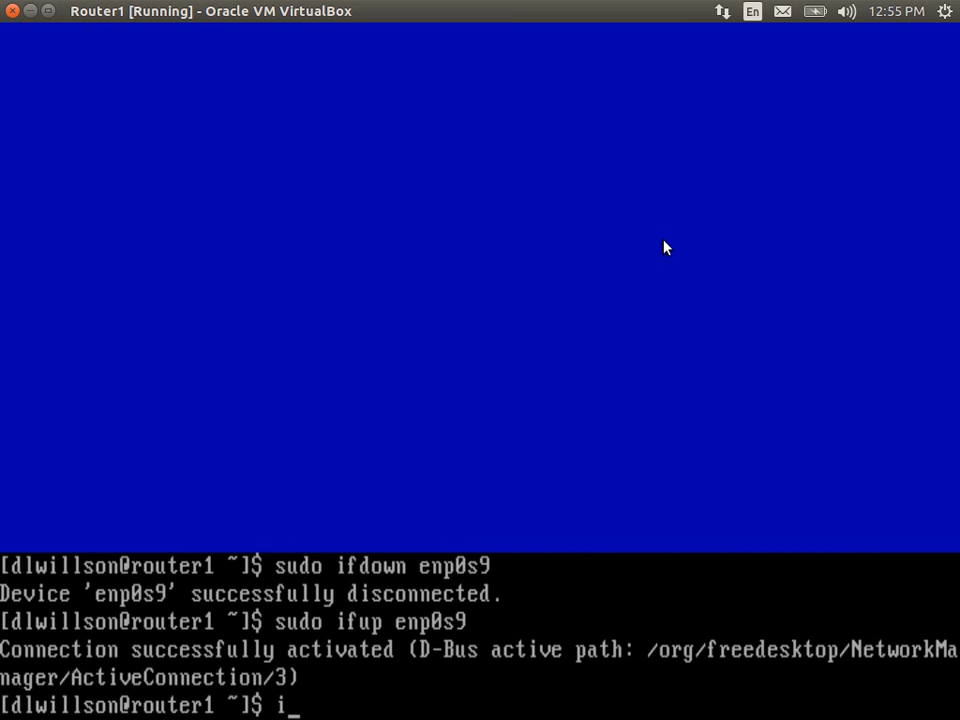 Router1 [Running] - Oracle VM VirtualBox
En
12:55 PM
[dlwillson@router1 ~]$ sudo ifdown enp0s9
Device 'enp0s9' successfully disconnected.
[dlwillson@router1 ~]$ sudo ifup enp0s9
Connection successfully activated (D-Bus active path: /org/freedesktop/NetworkMa
nager/ActiveConnection/3)
[dlwillson@router1 ~]$ i_